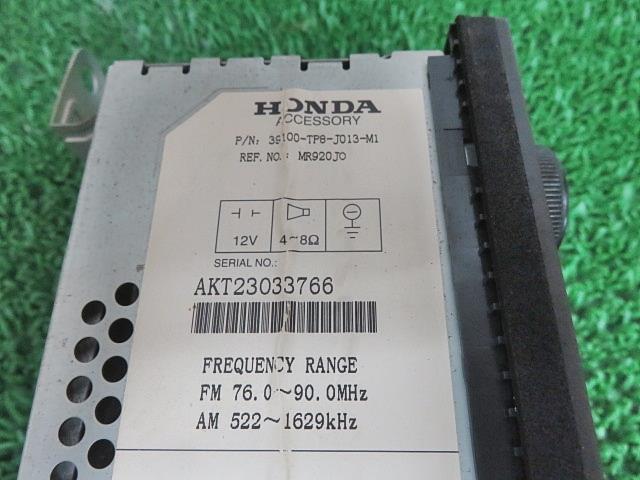 HONDA
ACCESSORY
P/N: 39100-TP8-J013-M1
REF. NO.: MR920J0
12V 4~8Ω
SERIAL NO.:
AKT23033766
FREQUENCY RANGE
FM 76.0~90.0MHz
AM 522~1629kHz